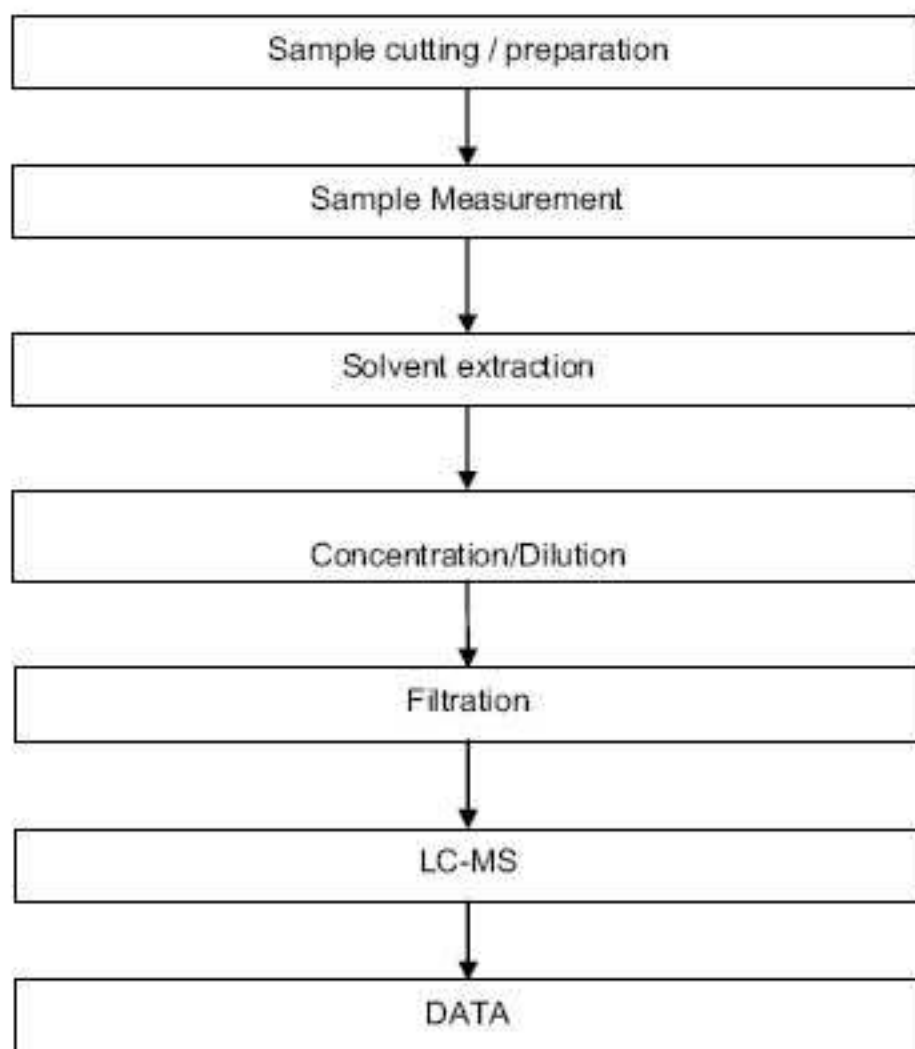 Sample cutting / preparation
Sample Measurement
Solvent extraction
Concentration/Dilution
Filtration
LC-MS
DATA